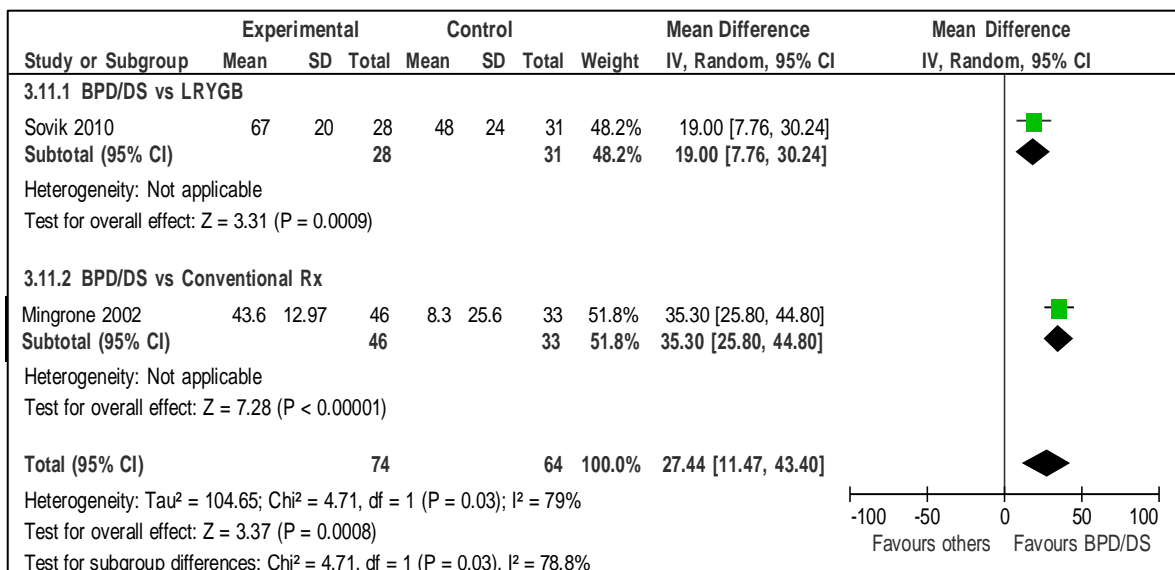 Experimental Control Mean Difference Mean Difference
Study or Subgroup Mean SD Total Mean SD Total Weight IV, Random, 95% CI IV, Random, 95% CI
3.11.1 BPD/DS vs LRYGB
Sovik 2010 67 20 28 48 24 31 48.2% 19.00 [7.76, 30.24]
Subtotal (95% CI) 28 31 48.2% 19.00 [7.76, 30.24]
Heterogeneity: Not applicable
Test for overall effect: Z = 3.31 (P = 0.0009)
3.11.2 BPD/DS vs Conventional Rx
Mingrone 2002 43.6 12.97 46 8.3 25.6 33 51.8% 35.30 [25.80, 44.80]
Subtotal (95% CI) 46 33 51.8% 35.30 [25.80, 44.80]
Heterogeneity: Not applicable
Test for overall effect: Z = 7.28 (P < 0.00001)
Total (95% CI) 74 64 100.0% 27.44 [11.47, 43.40]
Heterogeneity: Tau² = 104.65; Chi² = 4.71, df = 1 (P = 0.03); I² = 79%
Test for overall effect: Z = 3.37 (P = 0.0008)
Test for subgroup differences: Chi² = 4.71, df = 1 (P = 0.03), I² = 78.8%
-100 -50 0 50 100
Favours others Favours BPD/DS